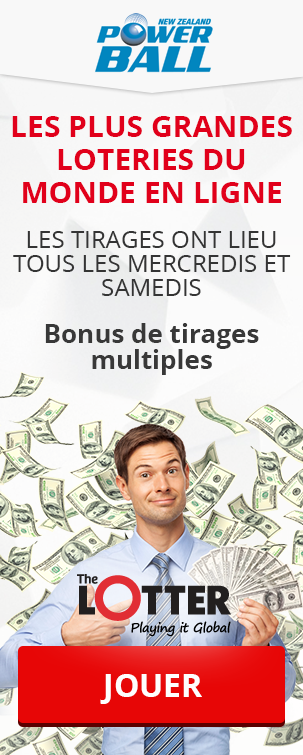 NEW ZEALAND
POWER
BALL
LES PLUS GRANDES
LOTERIES DU
MONDE EN LIGNE
LES TIRAGES ONT LIEU
TOUS LES MERCREDIS ET
SAMEDIS
Bonus de tirages
multiples
The
LOTTER
Playing it Global
JOUER